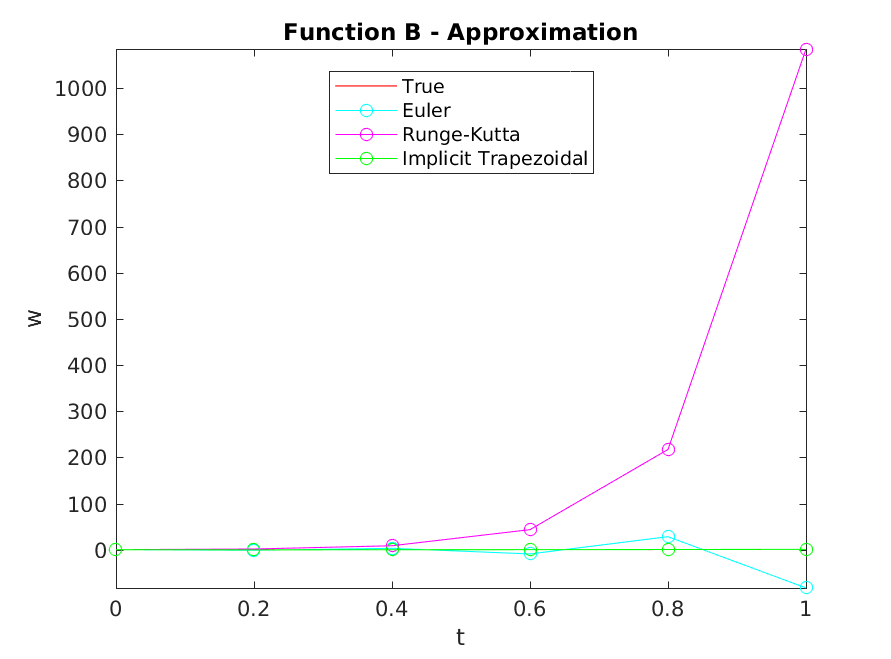 Function B - Approximation
True
Euler
Runge-Kutta
Implicit Trapezoidal
1000
900
800
700
600
500
400
300
200
100
0
w
0
0.2
0.4
0.6
0.8
1
t